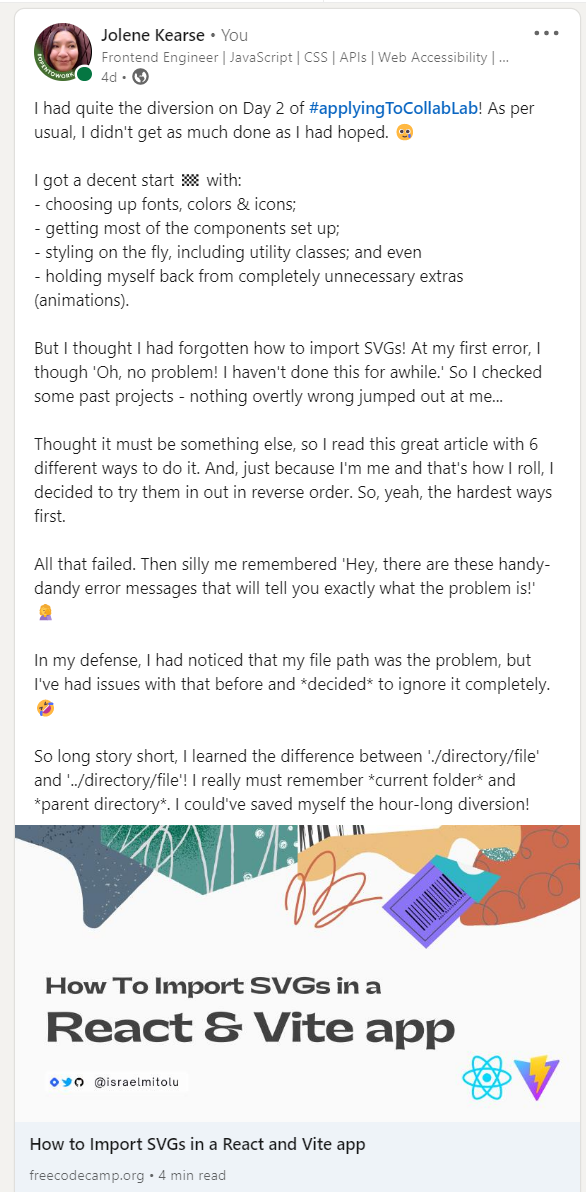 Jolene Kearse • You
Frontend Engineer | JavaScript | CSS | APIs | Web Accessibility | ...
#OPENTOWORK
4d •
I had quite the diversion on Day 2 of #applyingToCollabLab! As per
usual, I didn't get as much done as I had hoped. 😬
I got a decent start 🏁 with:
- choosing up fonts, colors & icons;
- getting most of the components set up;
- styling on the fly, including utility classes; and even
- holding myself back from completely unnecessary extras
(animations).
But I thought I had forgotten how to import SVGs! At my first error, I
though 'Oh, no problem! I haven't done this for awhile.' So I checked
some past projects - nothing overtly wrong jumped out at me...
Thought it must be something else, so I read this great article with 6
different ways to do it. And, just because I'm me and that's how I roll, I
decided to try them in out in reverse order. So, yeah, the hardest ways
first.
All that failed. Then silly me remembered 'Hey, there are these handy-
dandy error messages that will tell you exactly what the problem is!'
🤦‍♀️
In my defense, I had noticed that my file path was the problem, but
I've had issues with that before and *decided* to ignore it completely.
🤣
So long story short, I learned the difference between './directory/file'
and '../directory/file'! I really must remember *current folder* and
*parent directory*. I could've saved myself the hour-long diversion!
How To Import SVGs in a
React & Vite app
@israelmitolu
How to Import SVGs in a React and Vite app
freecodecamp.org • 4 min read